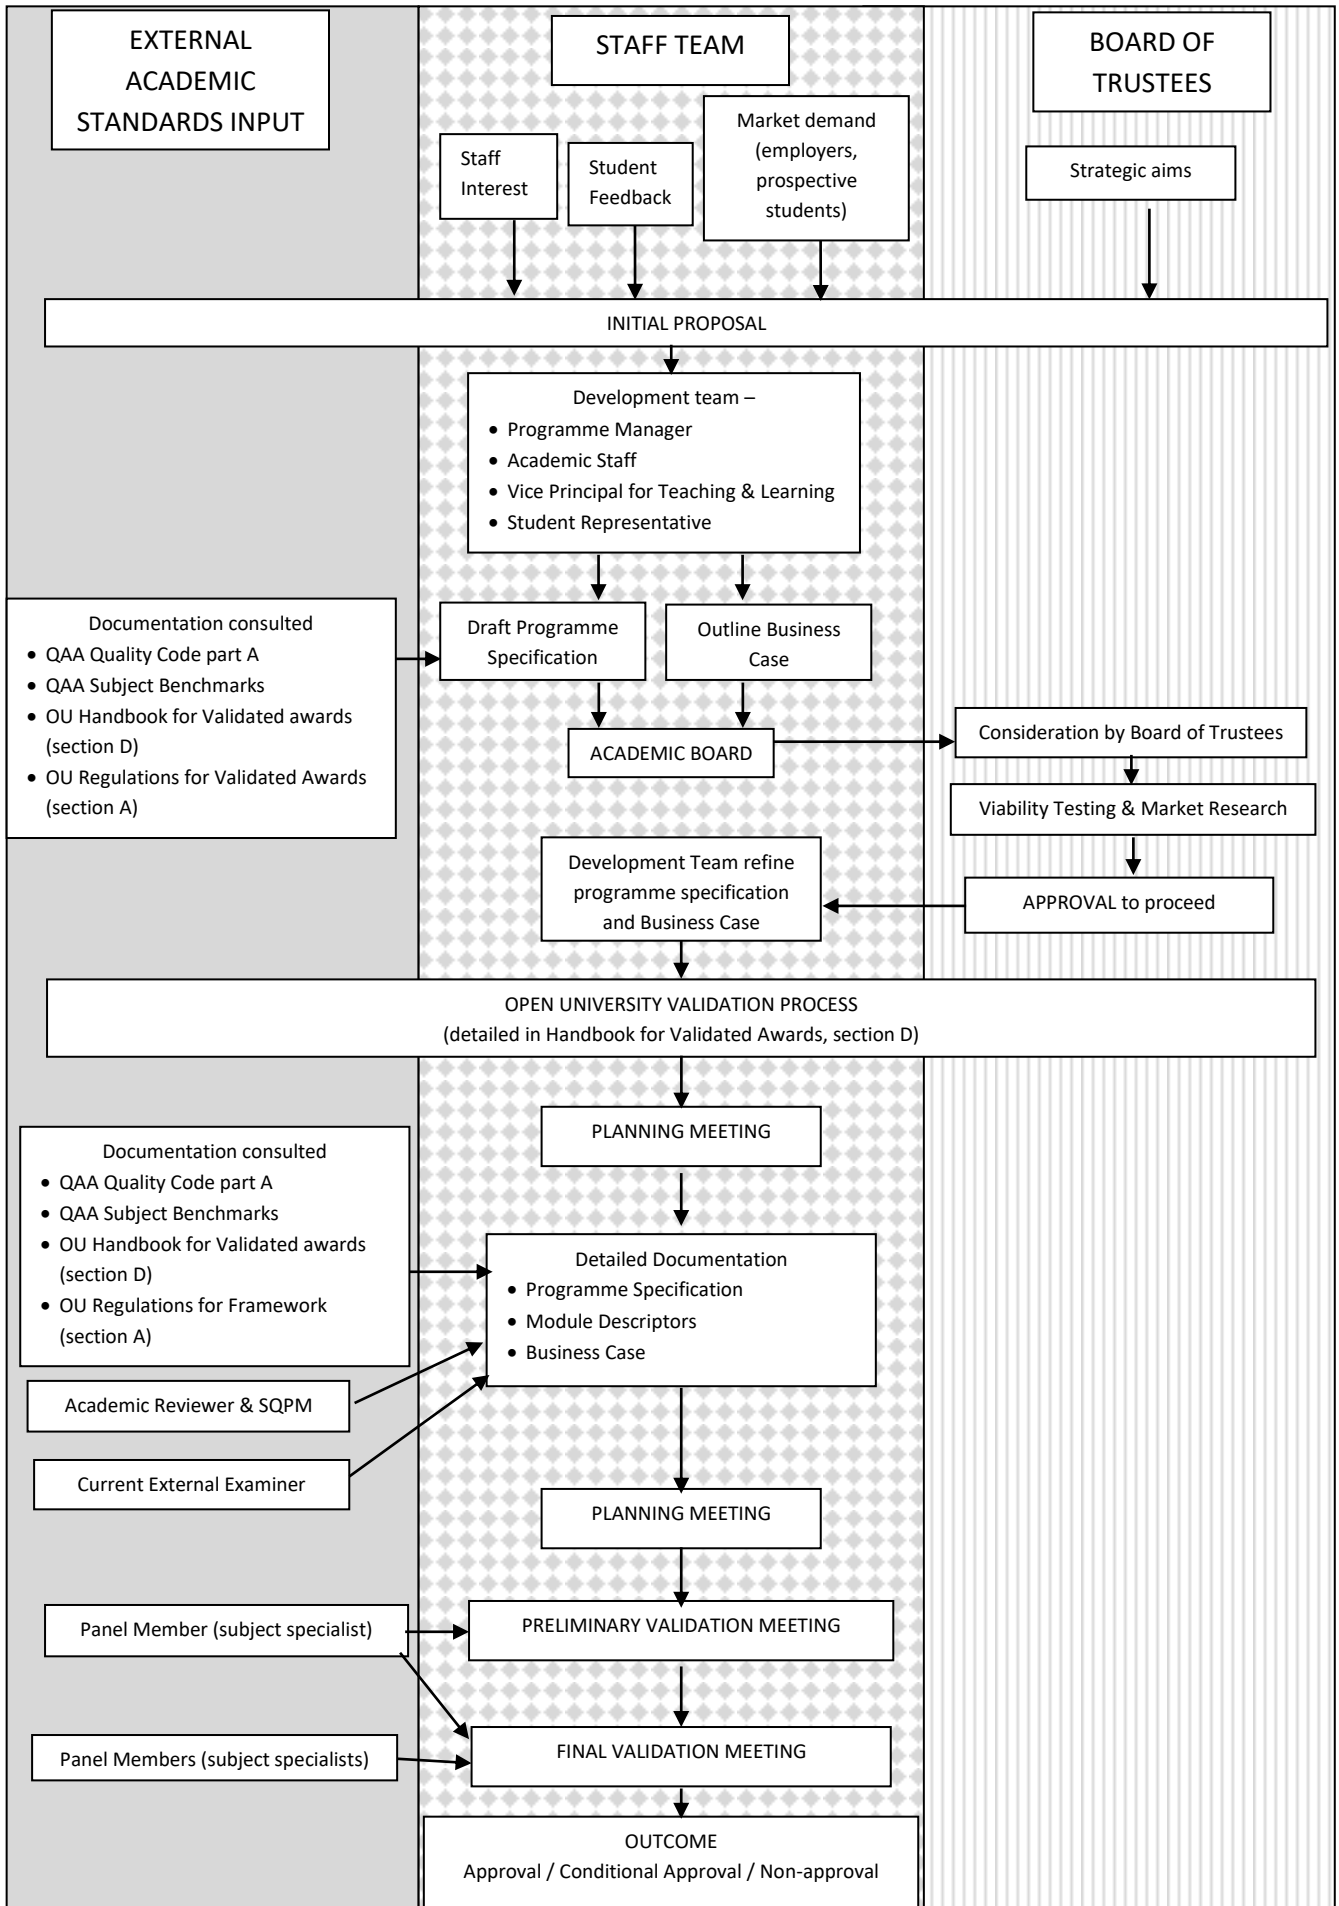 EXTERNAL
ACADEMIC
STANDARDS INPUT
STAFF TEAM
BOARD OF
TRUSTEES
Staff
Interest
Student
Feedback
Market demand
(employers,
prospective
students)
Strategic aims
INITIAL PROPOSAL
Development team –
• Programme Manager
• Academic Staff
• Vice Principal for Teaching & Learning
• Student Representative
Documentation consulted
• QAA Quality Code part A
• QAA Subject Benchmarks
• OU Handbook for Validated awards
(section D)
• OU Regulations for Validated Awards
(section A)
Draft Programme
Specification
Outline Business
Case
ACADEMIC BOARD
Consideration by Board of Trustees
Viability Testing & Market Research
APPROVAL to proceed
Development Team refine
programme specification
and Business Case
OPEN UNIVERSITY VALIDATION PROCESS
(detailed in Handbook for Validated Awards, section D)
PLANNING MEETING
Documentation consulted
• QAA Quality Code part A
• QAA Subject Benchmarks
• OU Handbook for Validated awards
(section D)
• OU Regulations for Framework
(section A)
Detailed Documentation
• Programme Specification
• Module Descriptors
• Business Case
Academic Reviewer & SQPM
Current External Examiner
PLANNING MEETING
Panel Member (subject specialist)
PRELIMINARY VALIDATION MEETING
Panel Members (subject specialists)
FINAL VALIDATION MEETING
OUTCOME
Approval / Conditional Approval / Non-approval